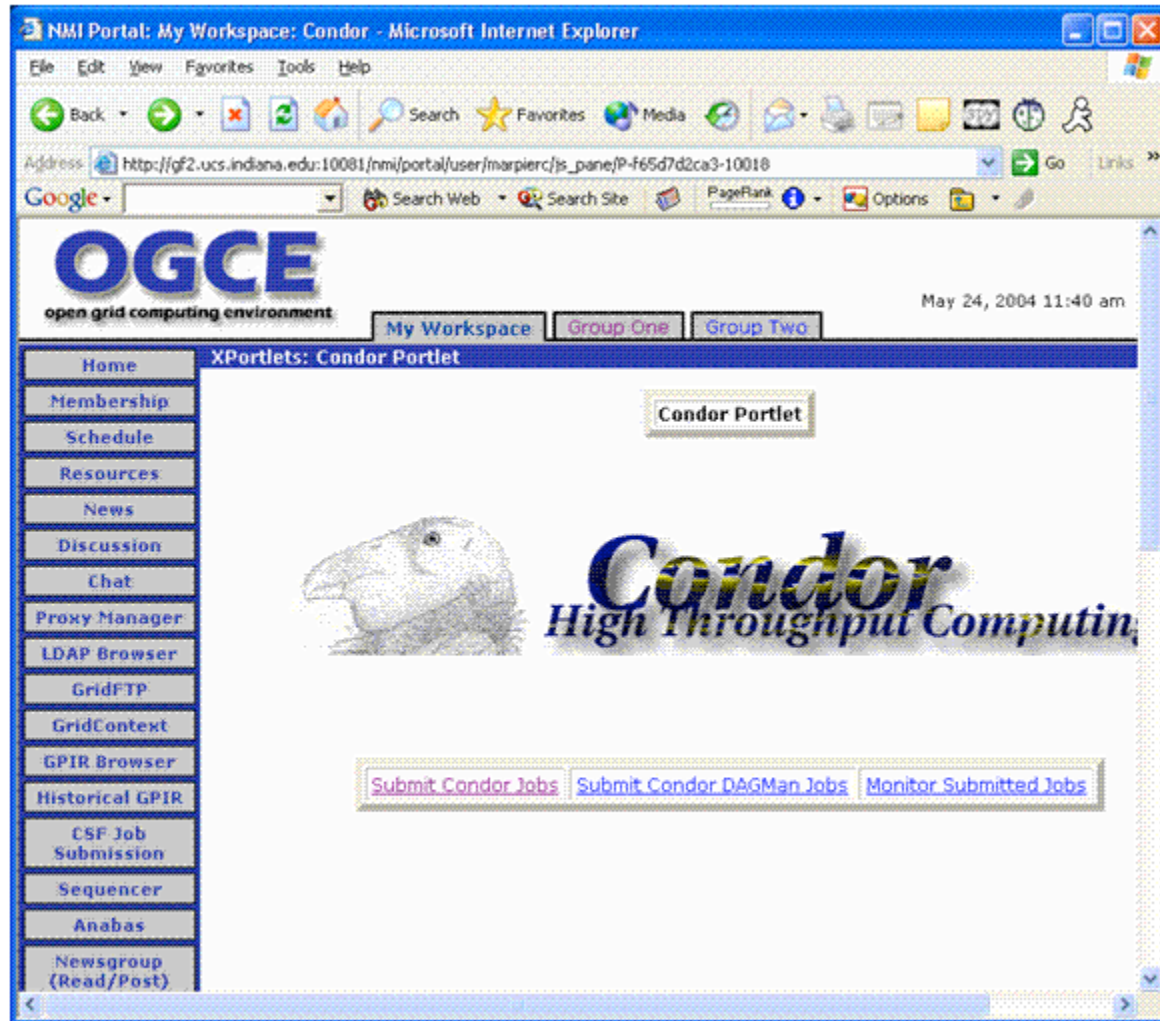 NMI Portal: My Workspace: Condor - Microsoft Internet Explorer
File Edit View Favorites Tools Help
Back Search Favorites Media
Address http://gf2.ucs.indiana.edu:10081/nmi/portal/user/marpierc/js_pane/P-f65d7d2ca3-10018 Go Links »
Google Search Web Search Site PageRank Options
OGCE
open grid computing environment
May 24, 2004 11:40 am
My Workspace Group One Group Two
XPortlets: Condor Portlet
Home
Membership
Schedule
Resources
News
Discussion
Chat
Proxy Manager
LDAP Browser
GridFTP
GridContext
GPIR Browser
Historical GPIR
CSF Job
Submission
Sequencer
Anabas
Newsgroup
(Read/Post)
Condor Portlet
Condor
High Throughput Computing
Submit Condor Jobs Submit Condor DAGMan Jobs Monitor Submitted Jobs